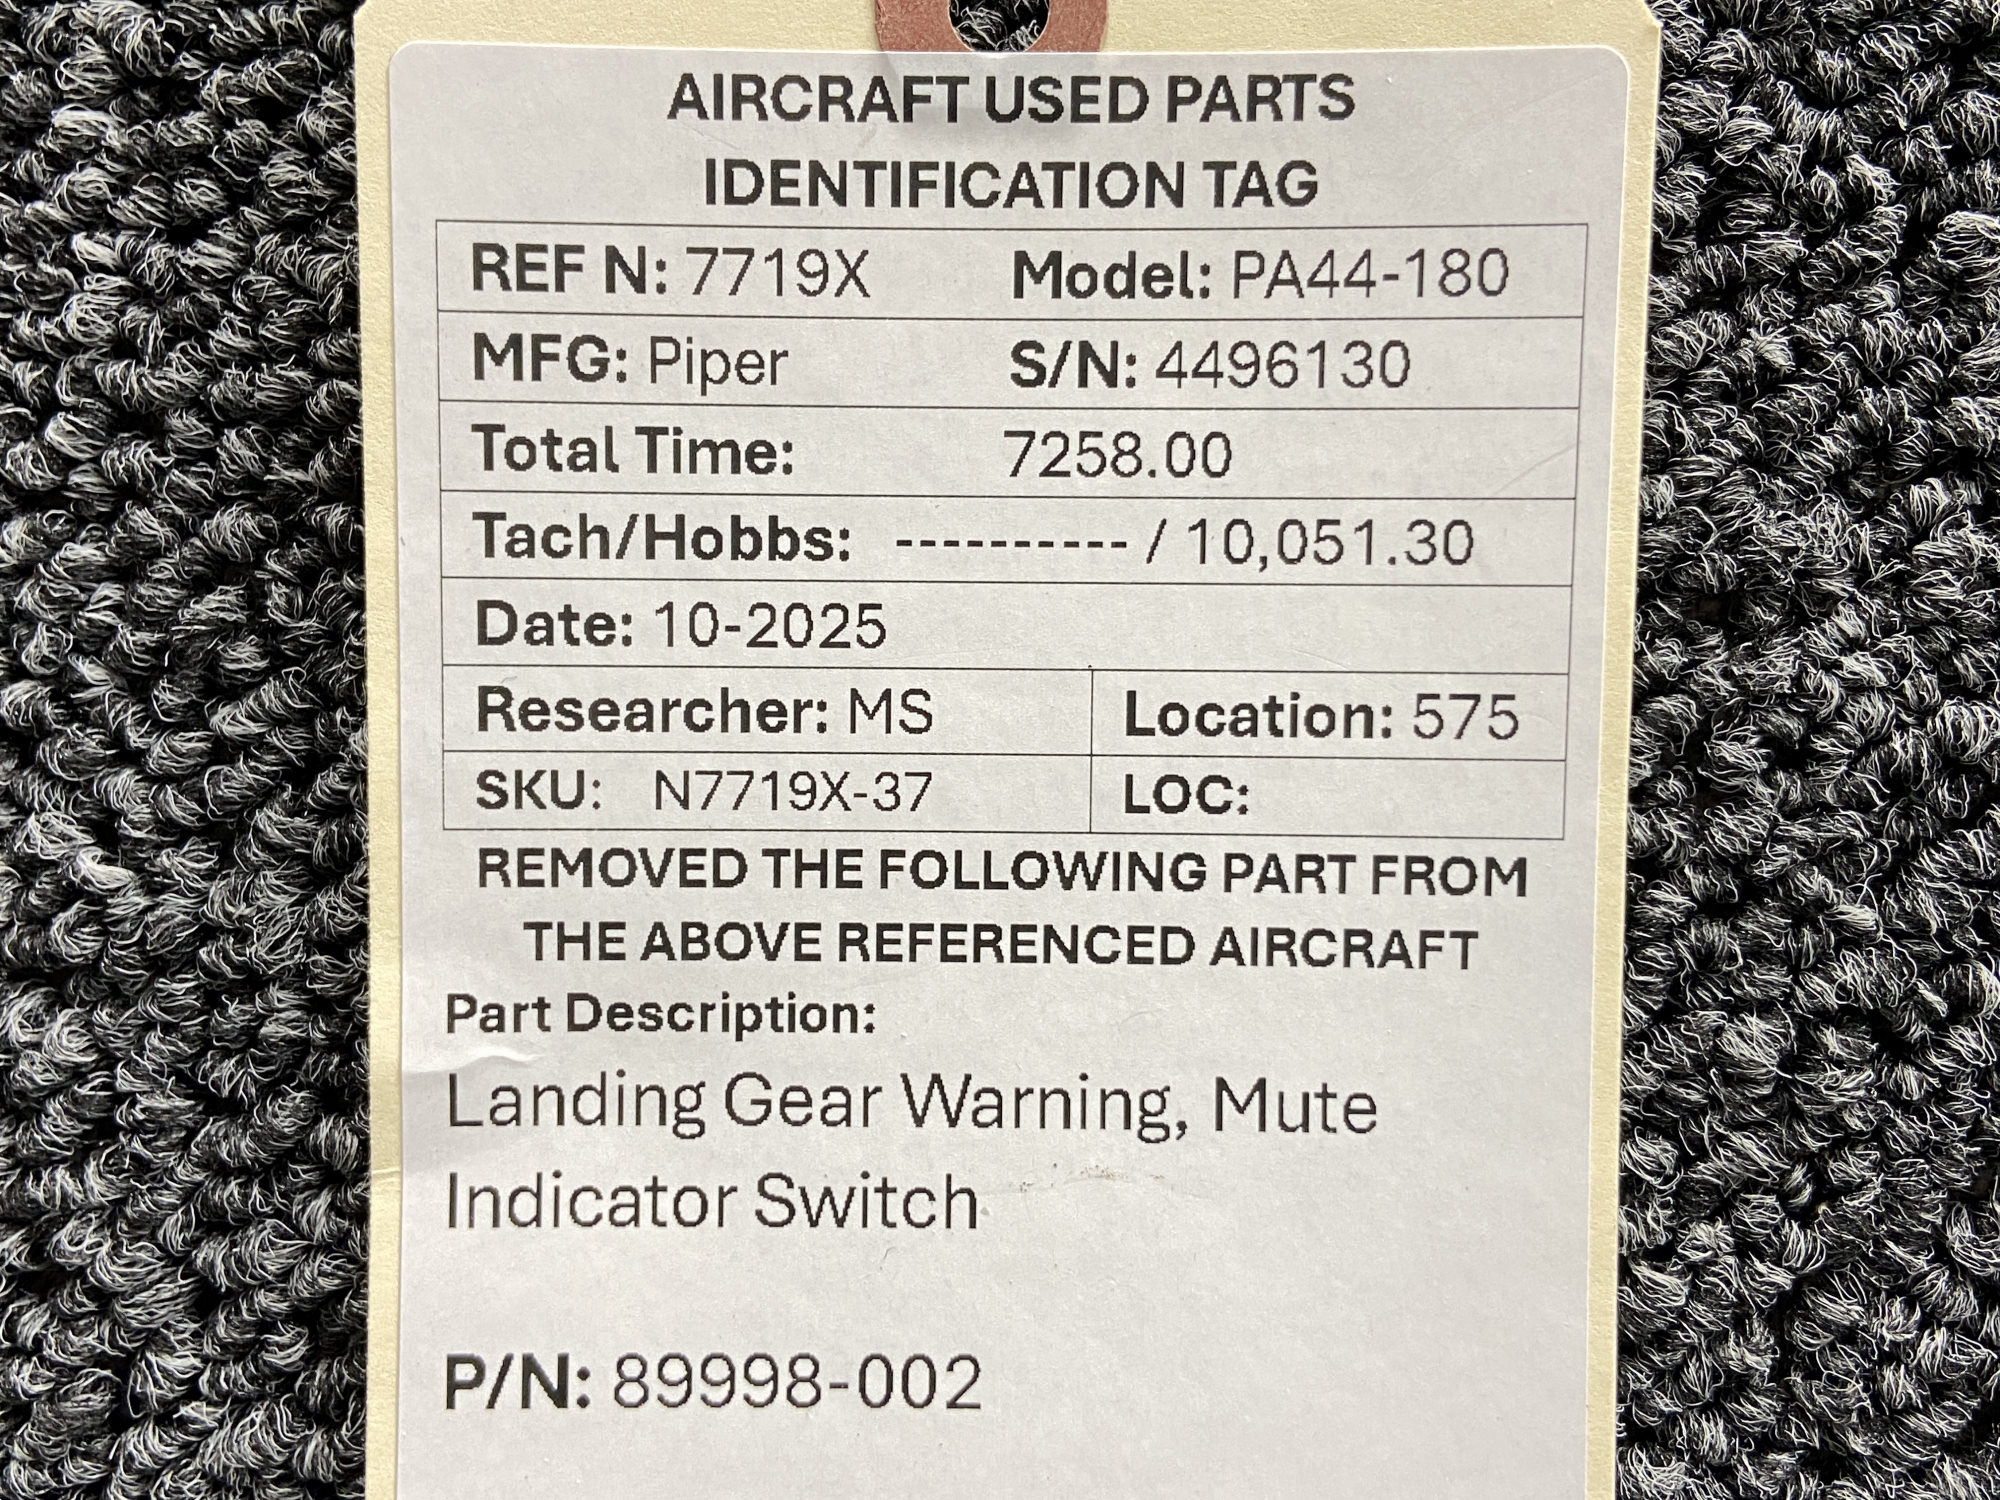 AIRCRAFT USED PARTS
IDENTIFICATION TAG
REF N: 7719X Model: PA44-180
MFG: Piper S/N: 4496130
Total Time: 7258.00
Tach/Hobbs: ---------- / 10,051.30
Date: 10-2025
Researcher: MS Location: 575
SKU: N7719X-37 LOC:
REMOVED THE FOLLOWING PART FROM
THE ABOVE REFERENCED AIRCRAFT
Part Description:
Landing Gear Warning, Mute
Indicator Switch
P/N: 89998-002